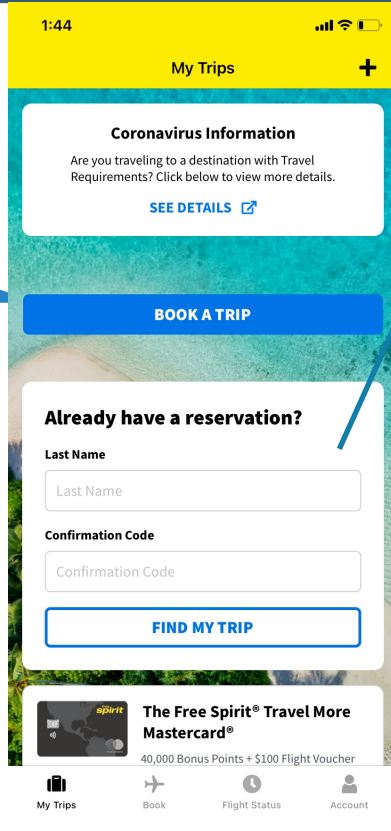 1:44
My Trips
Coronavirus Information
Are you traveling to a destination with Travel
Requirements? Click below to view more details.
SEE DETAILS
BOOK A TRIP
Already have a reservation?
Last Name
Last Name
Confirmation Code
Confirmation Code
FIND MY TRIP
spirit
The Free Spirit® Travel More
Mastercard®
40,000 Bonus Points + $100 Flight Voucher
My Trips
Book
Flight Status
Account